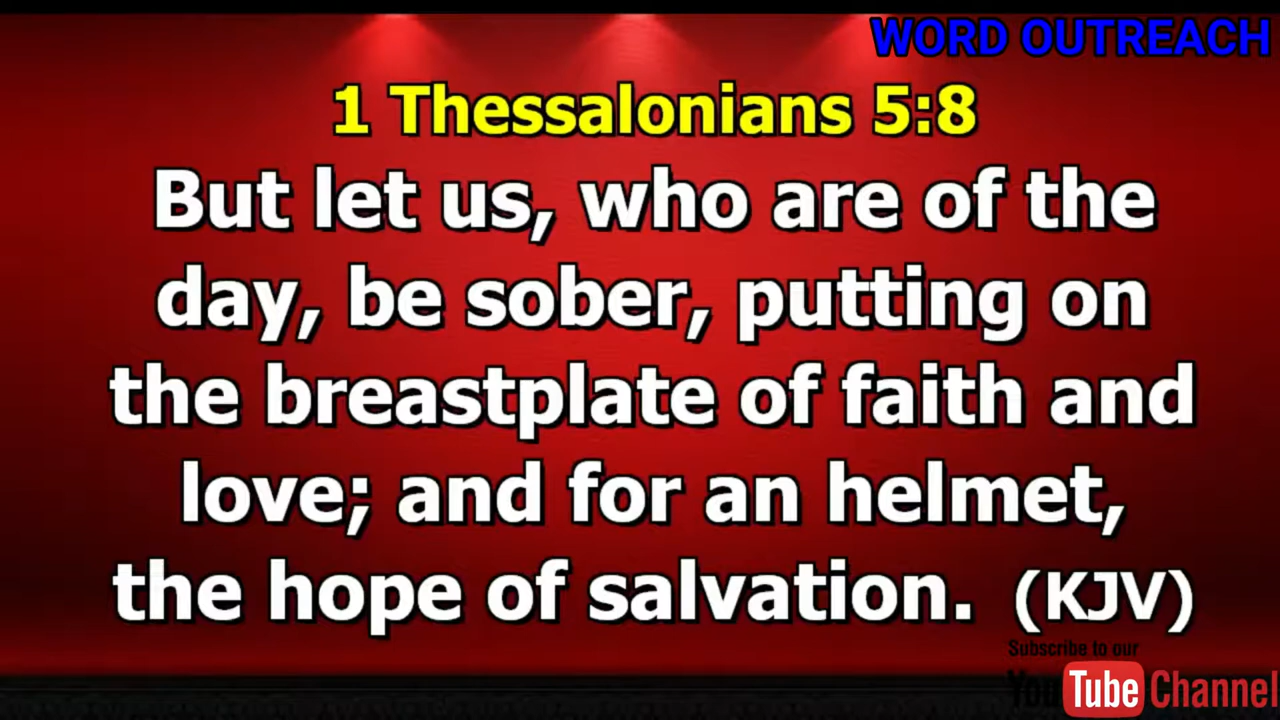 WORD OUTREACH
1 Thessalonians 5:8
But let us, who are of the
day, be sober, putting on
the breastplate of faith and
love; and for an helmet,
the hope of salvation. (KJV)
Subscribe to our
YouTube Channel